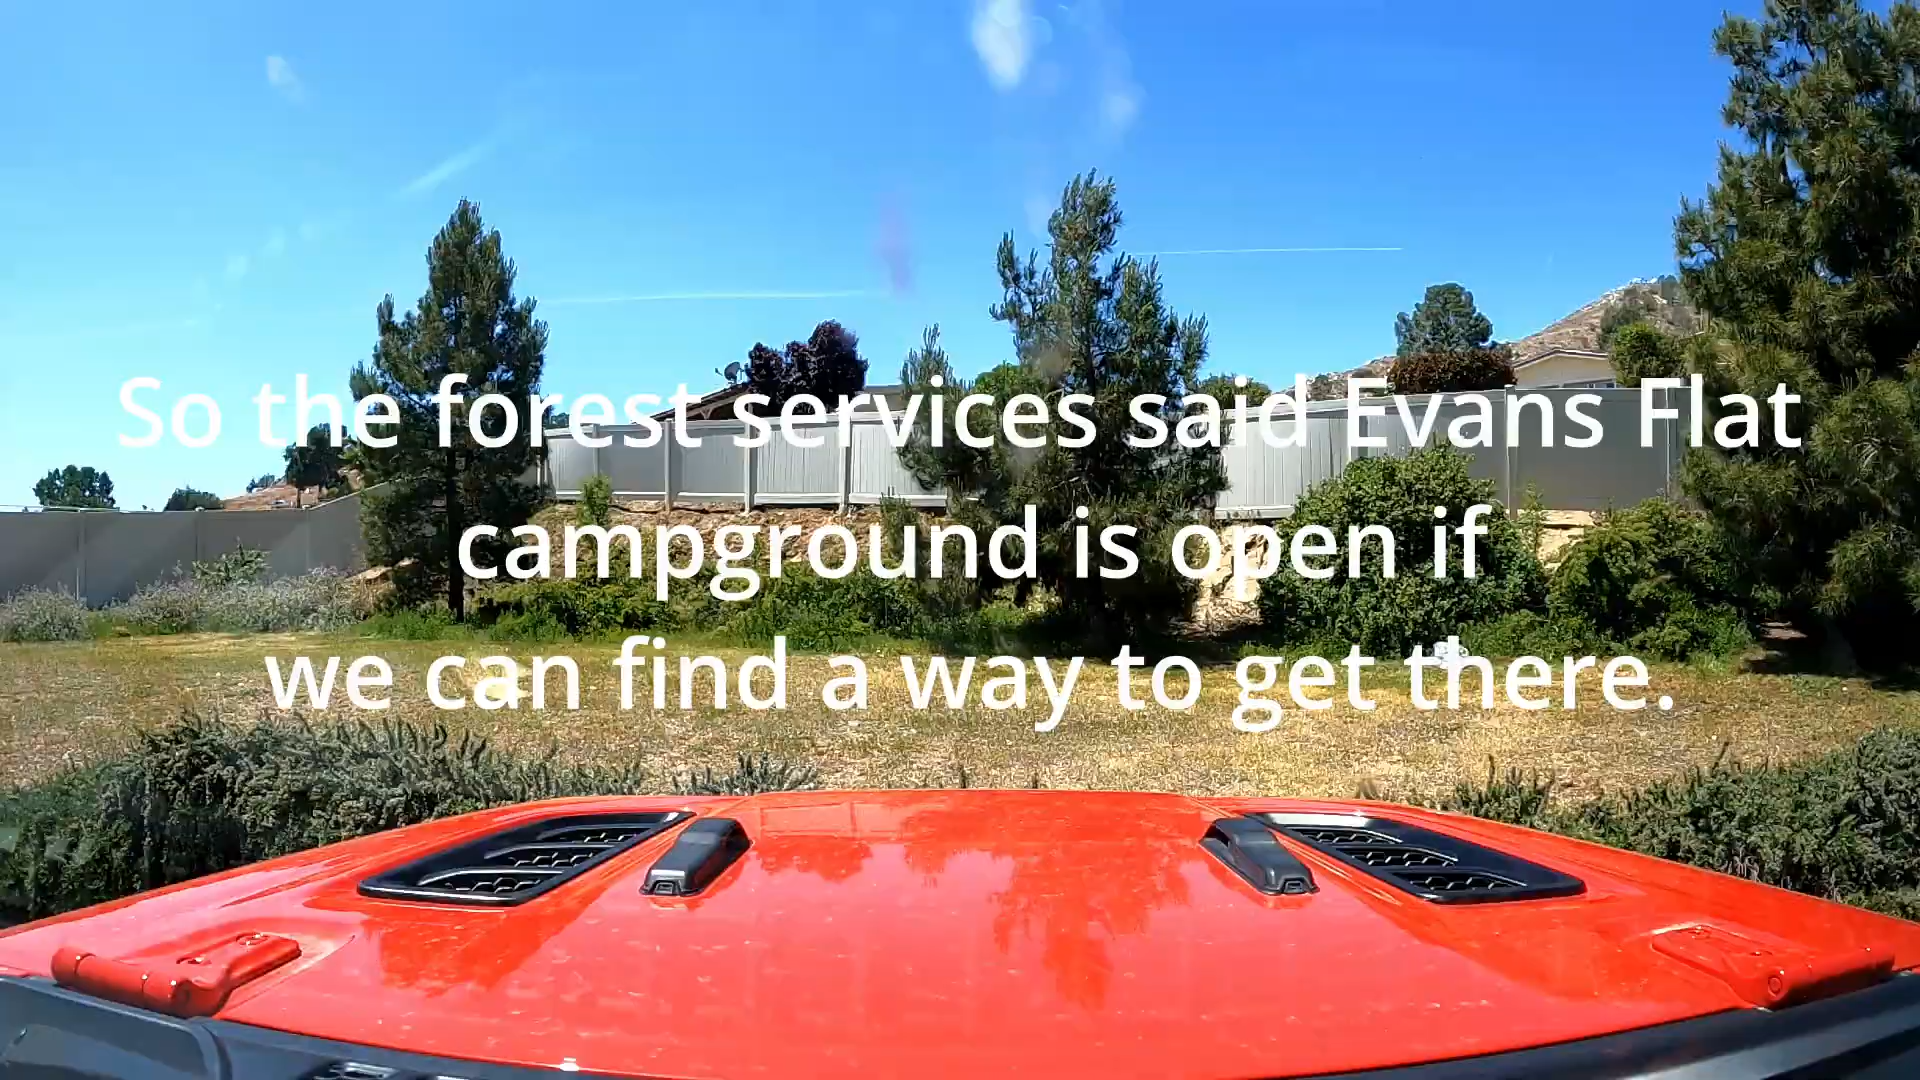 So the forest services said Evans Flat
campground is open if
we can find a way to get there.